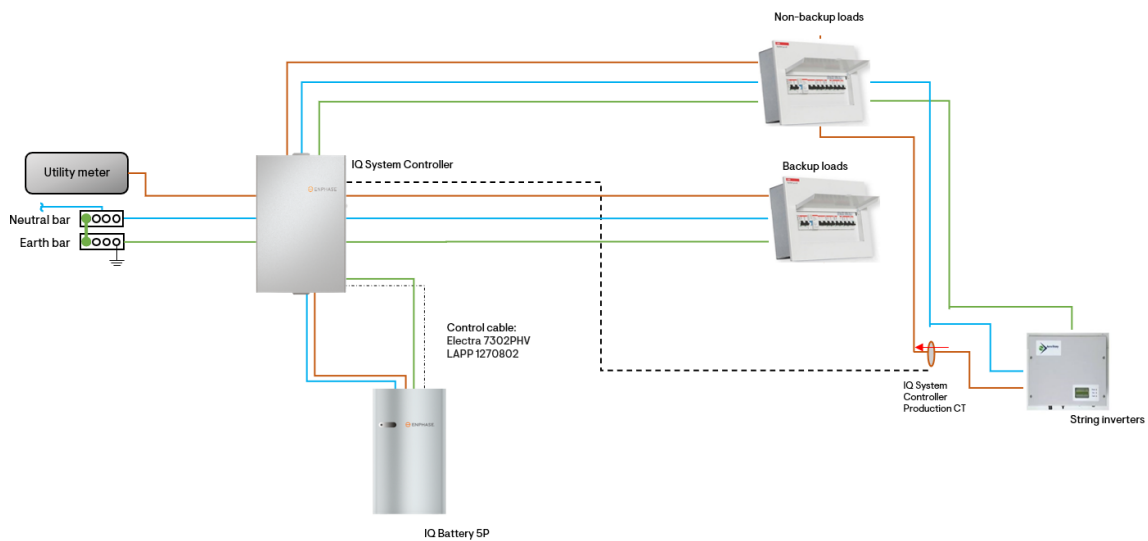 Non-backup loads
IQ System Controller
Backup loads
Utility meter
ENPHASE
Neutral bar
Earth bar
Control cable:
Electra 7302PHV
LAPP 1270802
IQ System
Controller
Production CT
String inverters
ENPHASE
IQ Battery 5P